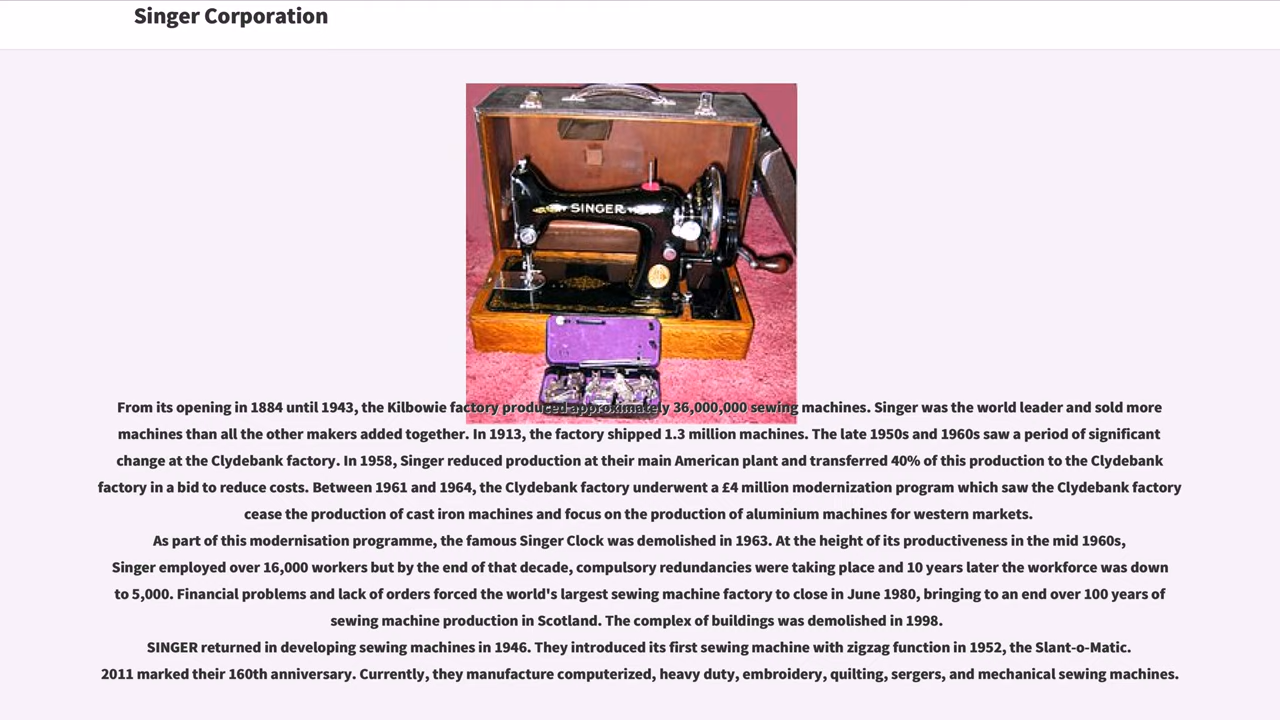 Singer Corporation
SINGER
From its opening in 1884 until 1943, the Kilbowie factory produced approximately 36,000,000 sewing machines. Singer was the world leader and sold more
machines than all the other makers added together. In 1913, the factory shipped 1.3 million machines. The late 1950s and 1960s saw a period of significant
change at the Clydebank factory. In 1958, Singer reduced production at their main American plant and transferred 40% of this production to the Clydebank
factory in a bid to reduce costs. Between 1961 and 1964, the Clydebank factory underwent a £4 million modernization program which saw the Clydebank factory
cease the production of cast iron machines and focus on the production of aluminium machines for western markets.
As part of this modernisation programme, the famous Singer Clock was demolished in 1963. At the height of its productiveness in the mid 1960s,
Singer employed over 16,000 workers but by the end of that decade, compulsory redundancies were taking place and 10 years later the workforce was down
to 5,000. Financial problems and lack of orders forced the world's largest sewing machine factory to close in June 1980, bringing to an end over 100 years of
sewing machine production in Scotland. The complex of buildings was demolished in 1998.
SINGER returned in developing sewing machines in 1946. They introduced its first sewing machine with zigzag function in 1952, the Slant-o-Matic.
2011 marked their 160th anniversary. Currently, they manufacture computerized, heavy duty, embroidery, quilting, sergers, and mechanical sewing machines.